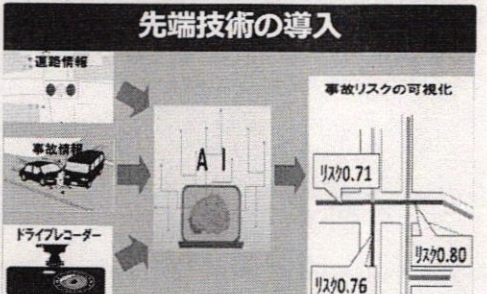 先端技術の導入
道路情報
事故情報
ドライブレコーダー
AI
事故リスクの可視化
リスク0.71
リスク0.80
リスク0.76